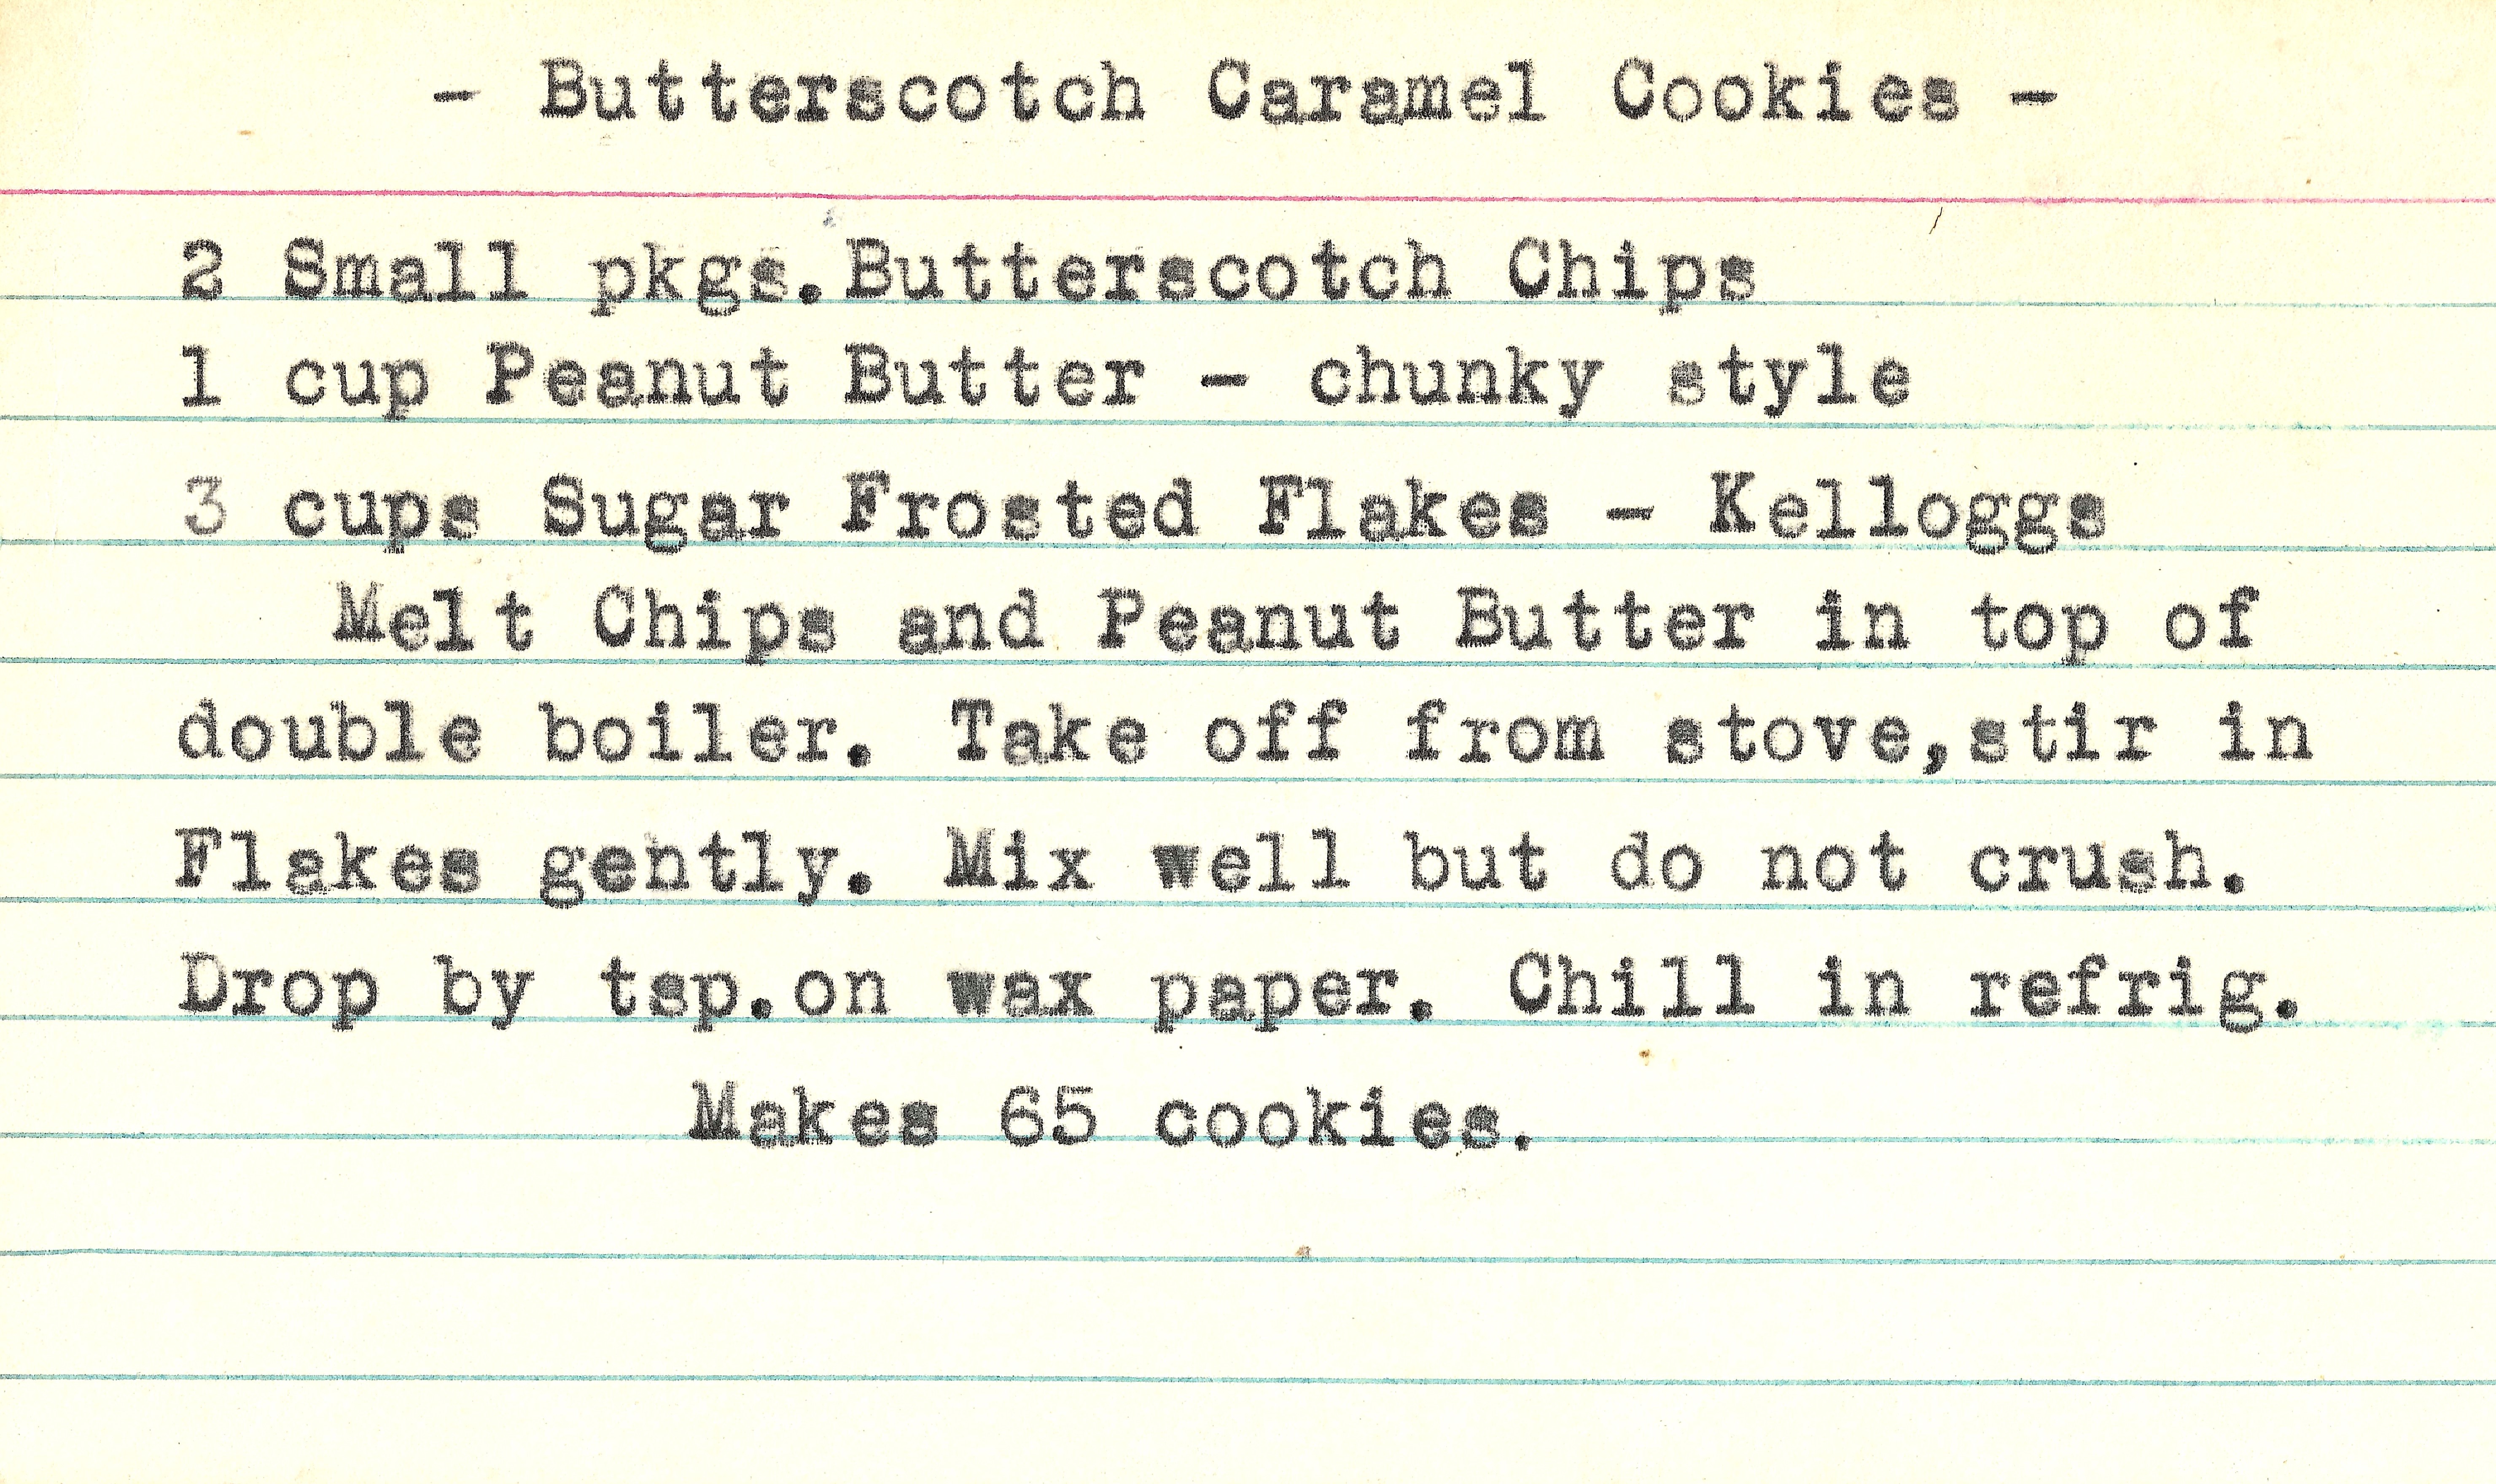 - Butterscotch Caramel Cookies -
2 Small pkgs.Butterscotch Chips
1 cup Peanut Butter - chunky style
3 cups Sugar Frosted Flakes - Kelloggs
Melt Chips and Peanut Butter in top of
double boiler. Take off from stove,stir in
Flakes gently. Mix well but do not crush.
Drop by tsp.on wax paper. Chill in refrig.
Makes 65 cookies.